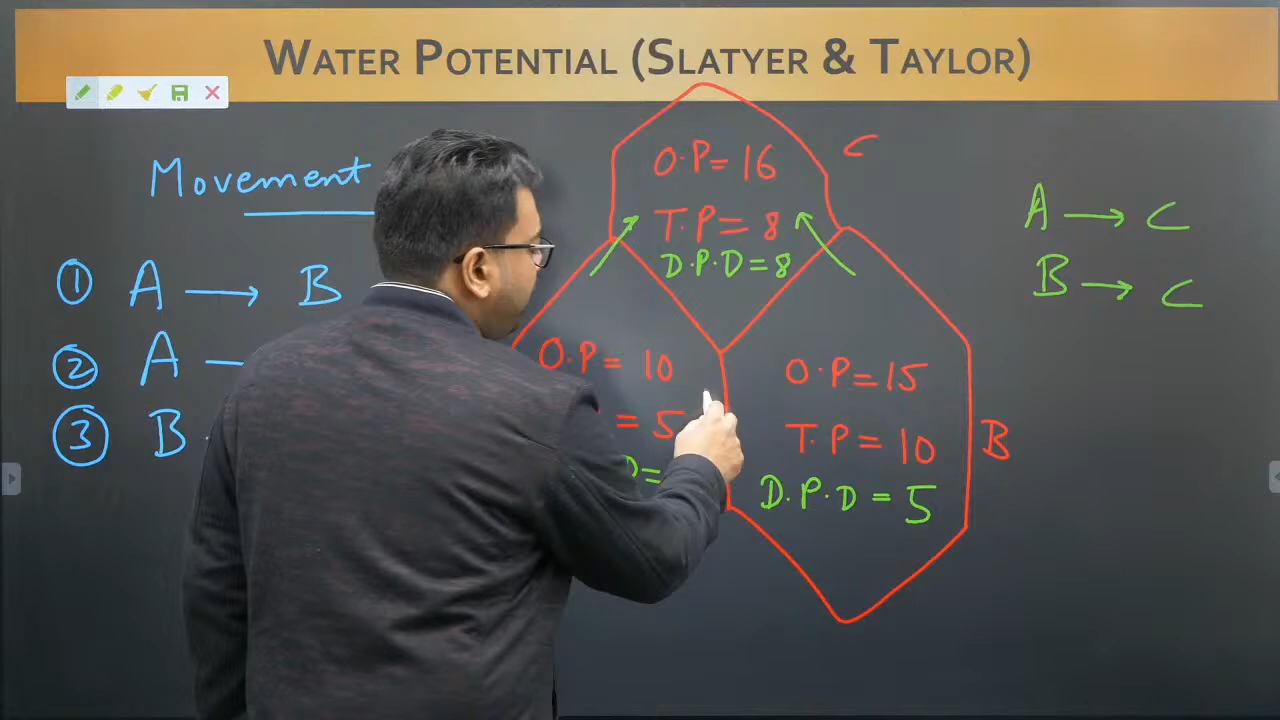 WATER POTENTIAL (SLATYER & TAYLOR)
Movement
① A → B
② A
③ B
O.P = 16
T.P = 8
D.P.D = 8
C
O.P = 10
= 5
D =
O.P = 15
T.P = 10
D.P.D = 5
B
A → C
B → C